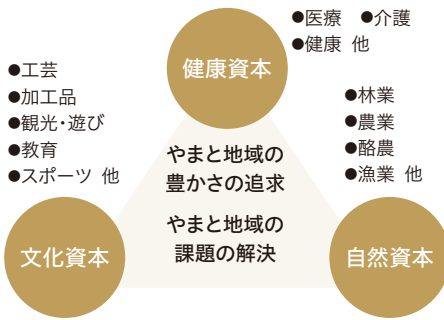 ●医療 ●介護
●健康 他
健康資本
●工芸
●加工品
●観光・遊び
●教育
●スポーツ 他
●林業
●農業
●酪農
●漁業 他
やまと地域の
豊かさの追求
やまと地域の
課題の解決
文化資本
自然資本